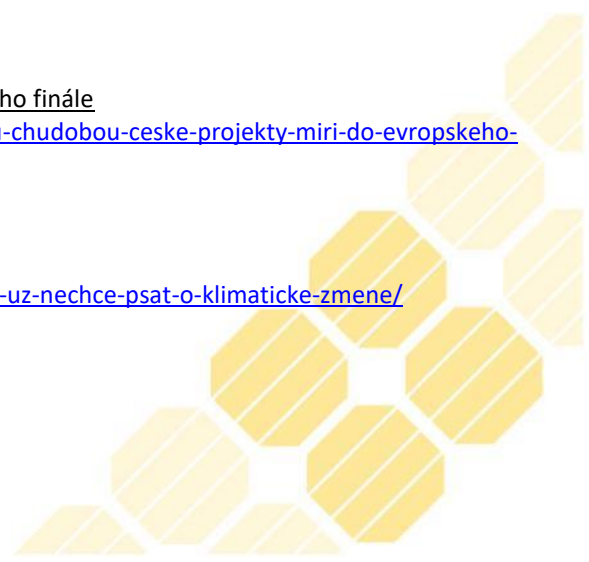 ho finále
-chudobou-ceske-projekty-miri-do-evropskeho-
-uz-nechce-psat-o-klimaticke-zmene/